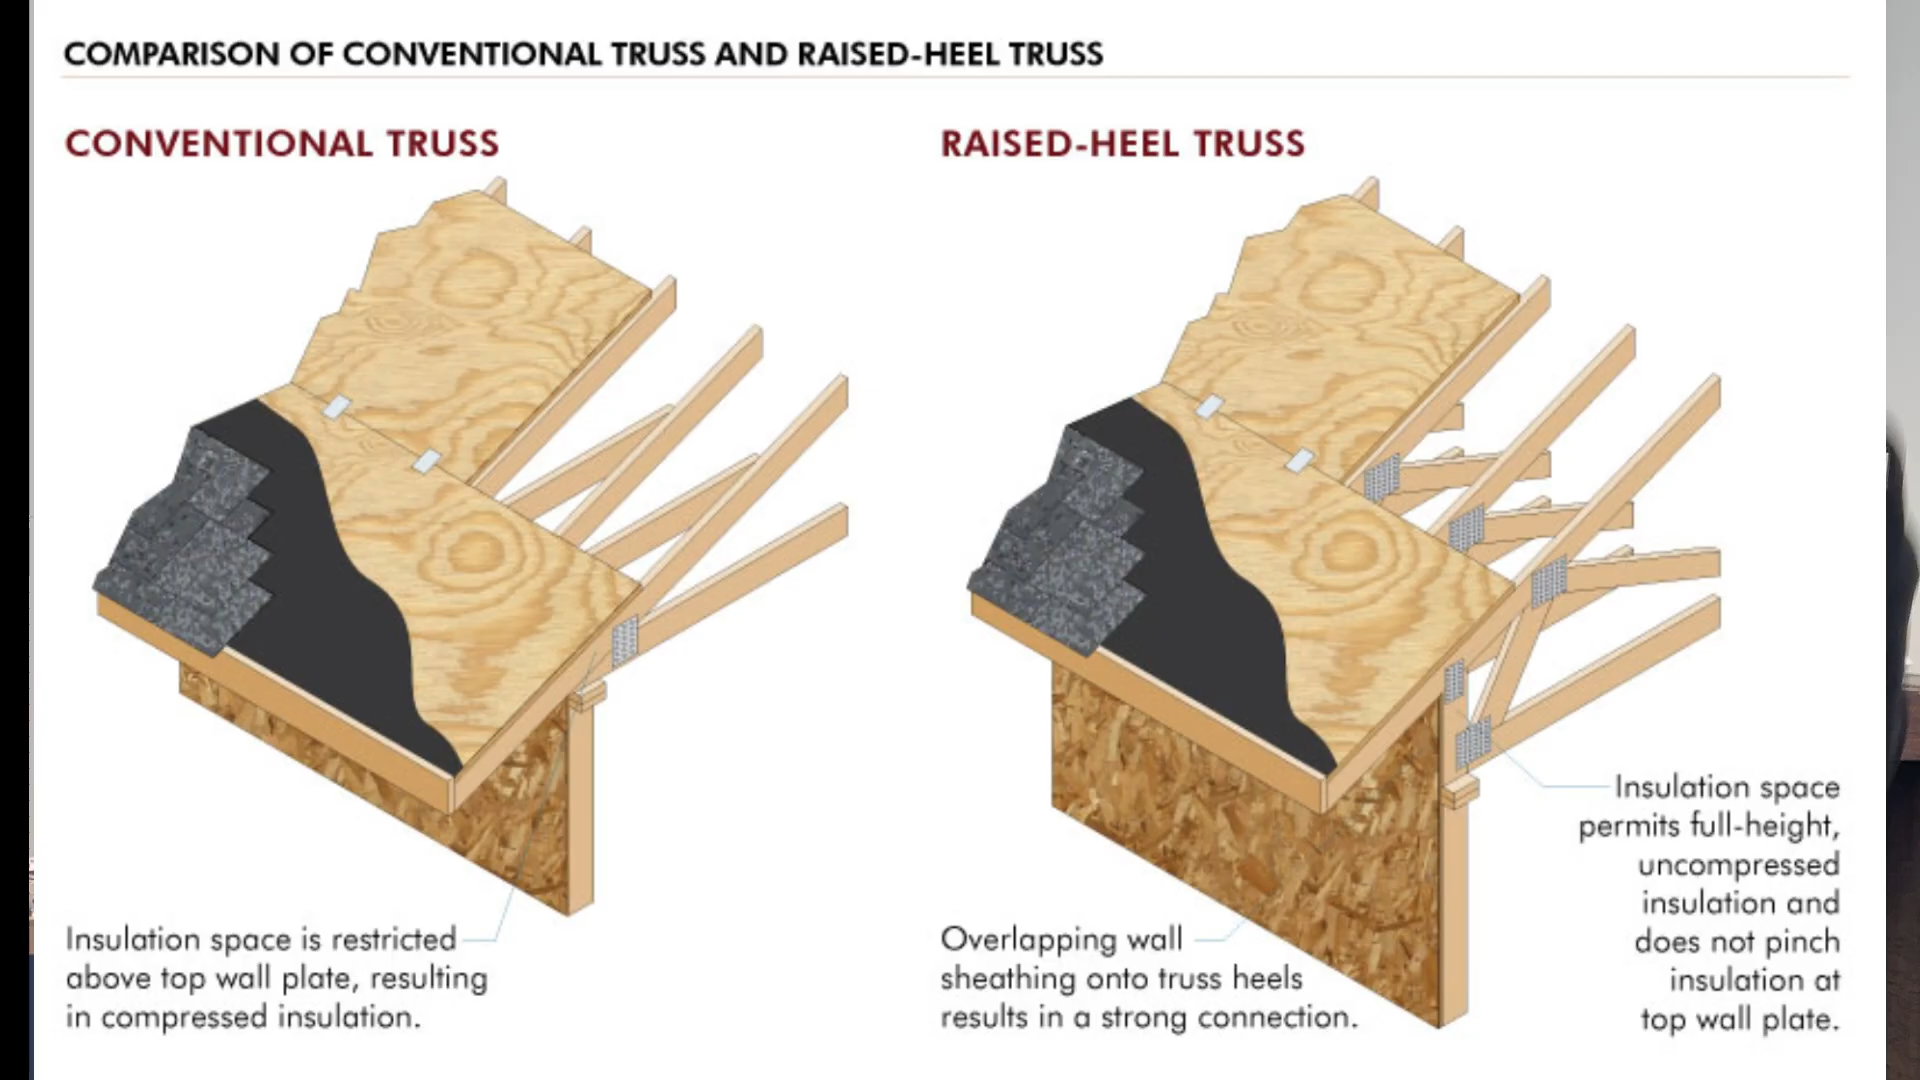 COMPARISON OF CONVENTIONAL TRUSS AND RAISED-HEEL TRUSS
CONVENTIONAL TRUSS
Insulation space is restricted
above top wall plate, resulting
in compressed insulation.
RAISED-HEEL TRUSS
Overlapping wall
sheathing onto truss heels
results in a strong connection.
Insulation space
permits full-height,
uncompressed
insulation and
does not pinch
insulation at
top wall plate.